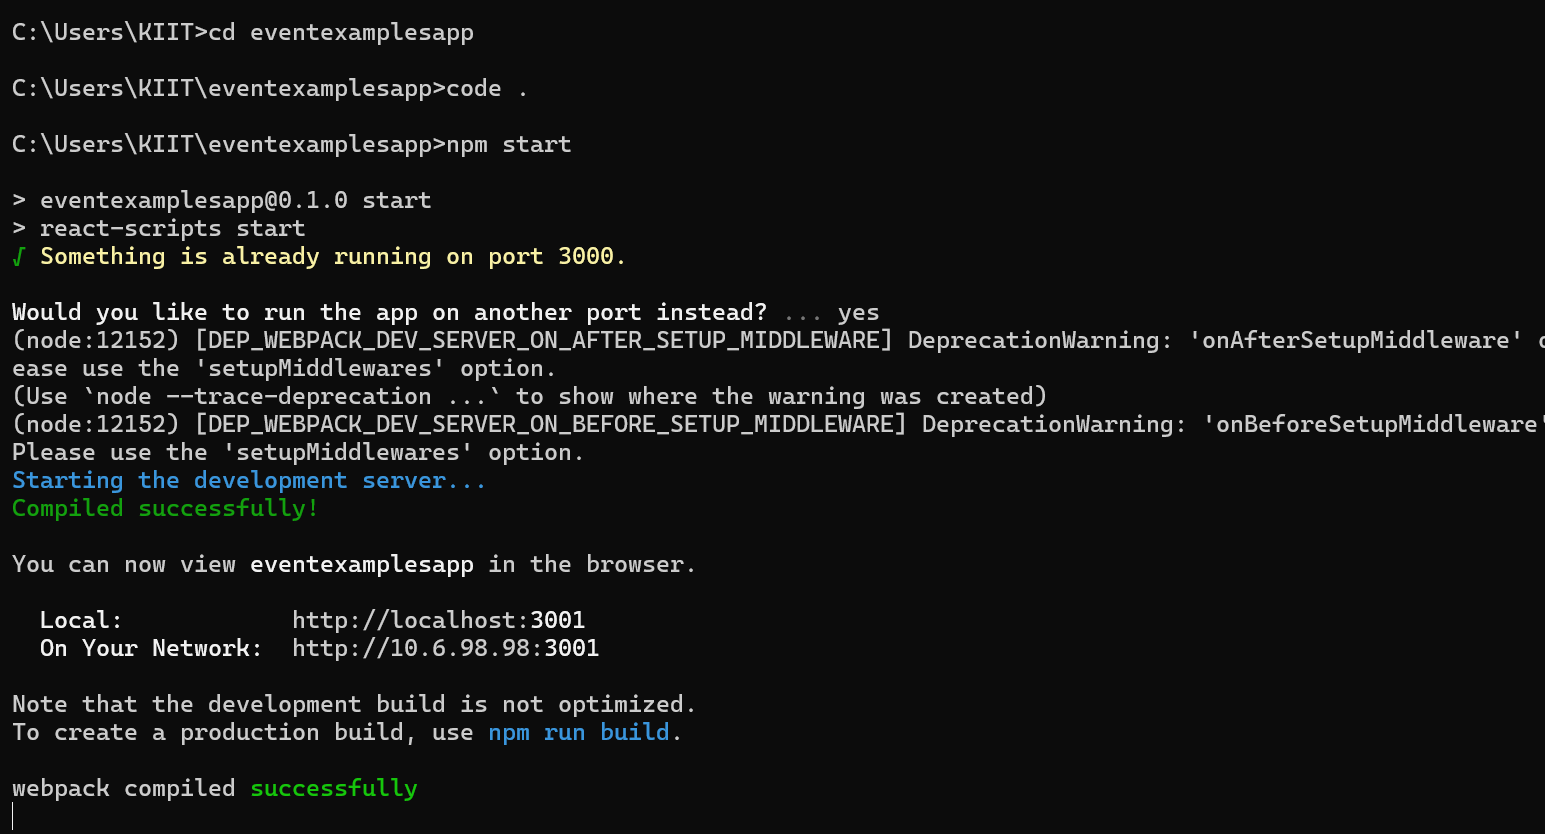 C:\Users\KIIT>cd eventexamplesapp
C:\Users\KIIT\eventexamplesapp>code .
C:\Users\KIIT\eventexamplesapp>npm start
> eventexamplesapp@0.1.0 start
> react-scripts start
√ Something is already running on port 3000.
Would you like to run the app on another port instead? ... yes
(node:12152) [DEP_WEBPACK_DEV_SERVER_ON_AFTER_SETUP_MIDDLEWARE] DeprecationWarning: 'onAfterSetupMiddleware'
ease use the 'setupMiddlewares' option.
(Use `node --trace-deprecation ...` to show where the warning was created)
(node:12152) [DEP_WEBPACK_DEV_SERVER_ON_BEFORE_SETUP_MIDDLEWARE] DeprecationWarning: 'onBeforeSetupMiddleware'
Please use the 'setupMiddlewares' option.
Starting the development server...
Compiled successfully!
You can now view eventexamplesapp in the browser.
Local: http://localhost:3001
On Your Network: http://10.6.98.98:3001
Note that the development build is not optimized.
To create a production build, use npm run build.
webpack compiled successfully